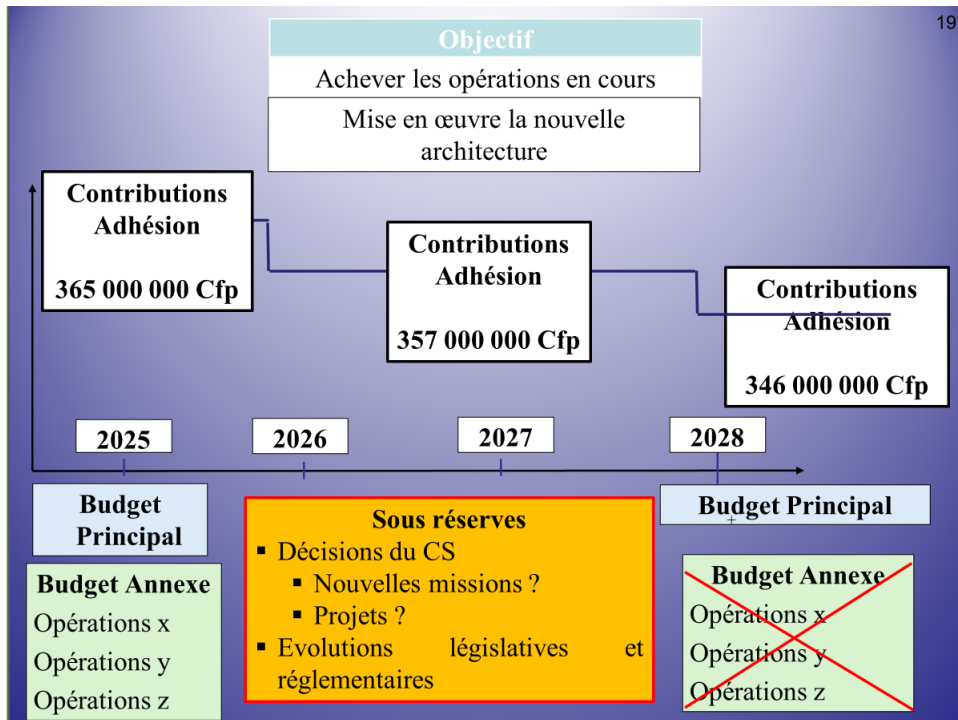 19
Objectif
Achever les opérations en cours
Mise en œuvre la nouvelle
architecture
Contributions
Adhésion
365 000 000 Cfp
Contributions
Adhésion
357 000 000 Cfp
Contributions
Adhésion
346 000 000 Cfp
2025
2026
2027
2028
Budget
Principal
Budget Annexe
Opérations x
Opérations y
Opérations z
Sous réserves
▪ Décisions du CS
▪ Nouvelles missions ?
▪ Projets ?
▪ Evolutions législatives et
réglementaires
Budget Principal
Budget Annexe
Opérations x
Opérations y
Opérations z